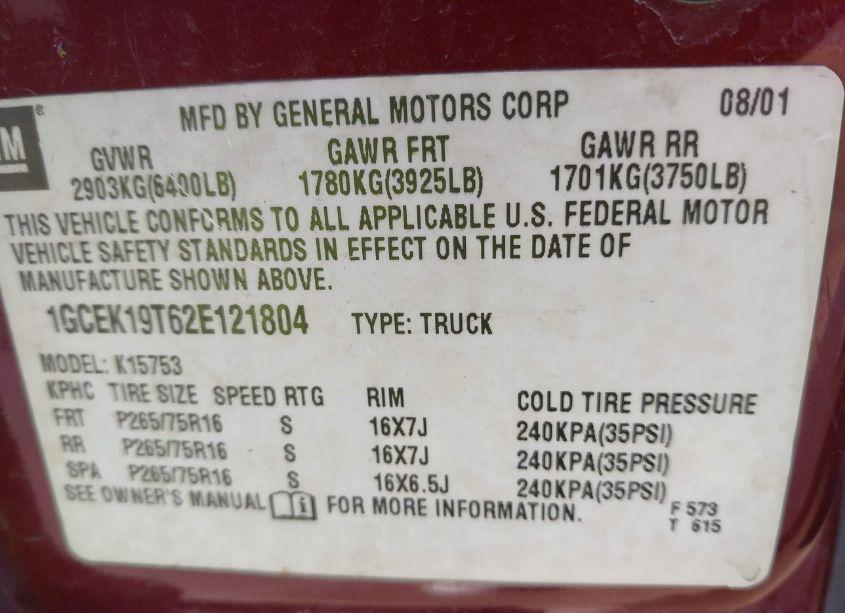 GM ®
MFD BY GENERAL MOTORS CORP 08/01
GVWR GAWR FRT GAWR RR
2903KG(6400LB) 1780KG(3925LB) 1701KG(3750LB)
THIS VEHICLE CONFORMS TO ALL APPLICABLE U.S. FEDERAL MOTOR
VEHICLE SAFETY STANDARDS IN EFFECT ON THE DATE OF
MANUFACTURE SHOWN ABOVE.
1GCEK19T62E121804 TYPE: TRUCK
MODEL: K15753
KPHC TIRE SIZE SPEED RTG RIM COLD TIRE PRESSURE
FRT P265/75R16 S 16X7J 240KPA(35PSI)
RR P265/75R16 S 16X7J 240KPA(35PSI)
SPA P265/75R16 S 16X6.5J 240KPA(35PSI)
SEE OWNER'S MANUAL i FOR MORE INFORMATION.
F 573
T 615